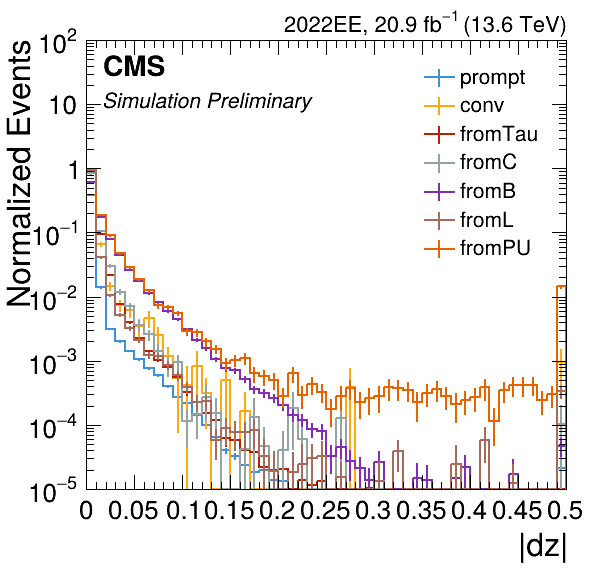 2022EE, 20.9 fb⁻¹ (13.6 TeV)
CMS
Simulation Preliminary
prompt
conv
fromTau
fromC
fromB
fromL
fromPU
Normalized Events
10²
10
1
10⁻¹
10⁻²
10⁻³
10⁻⁴
10⁻⁵
0 0.05 0.1 0.15 0.2 0.25 0.3 0.35 0.4 0.45 0.5
|dz|